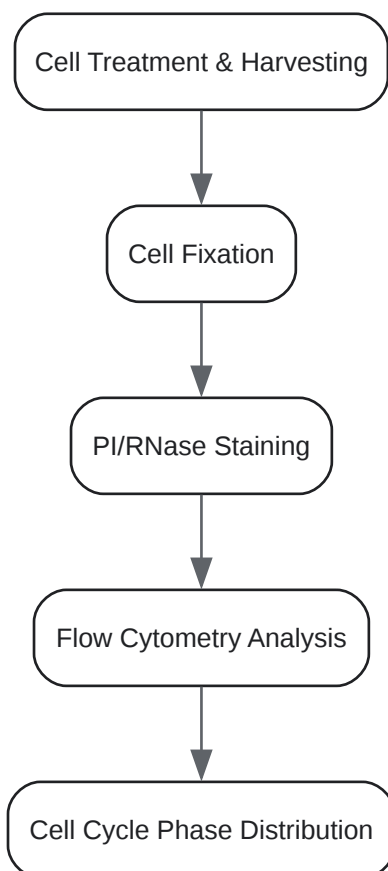 Cell Treatment & Harvesting
Cell Fixation
PI/RNase Staining
Flow Cytometry Analysis
Cell Cycle Phase Distribution